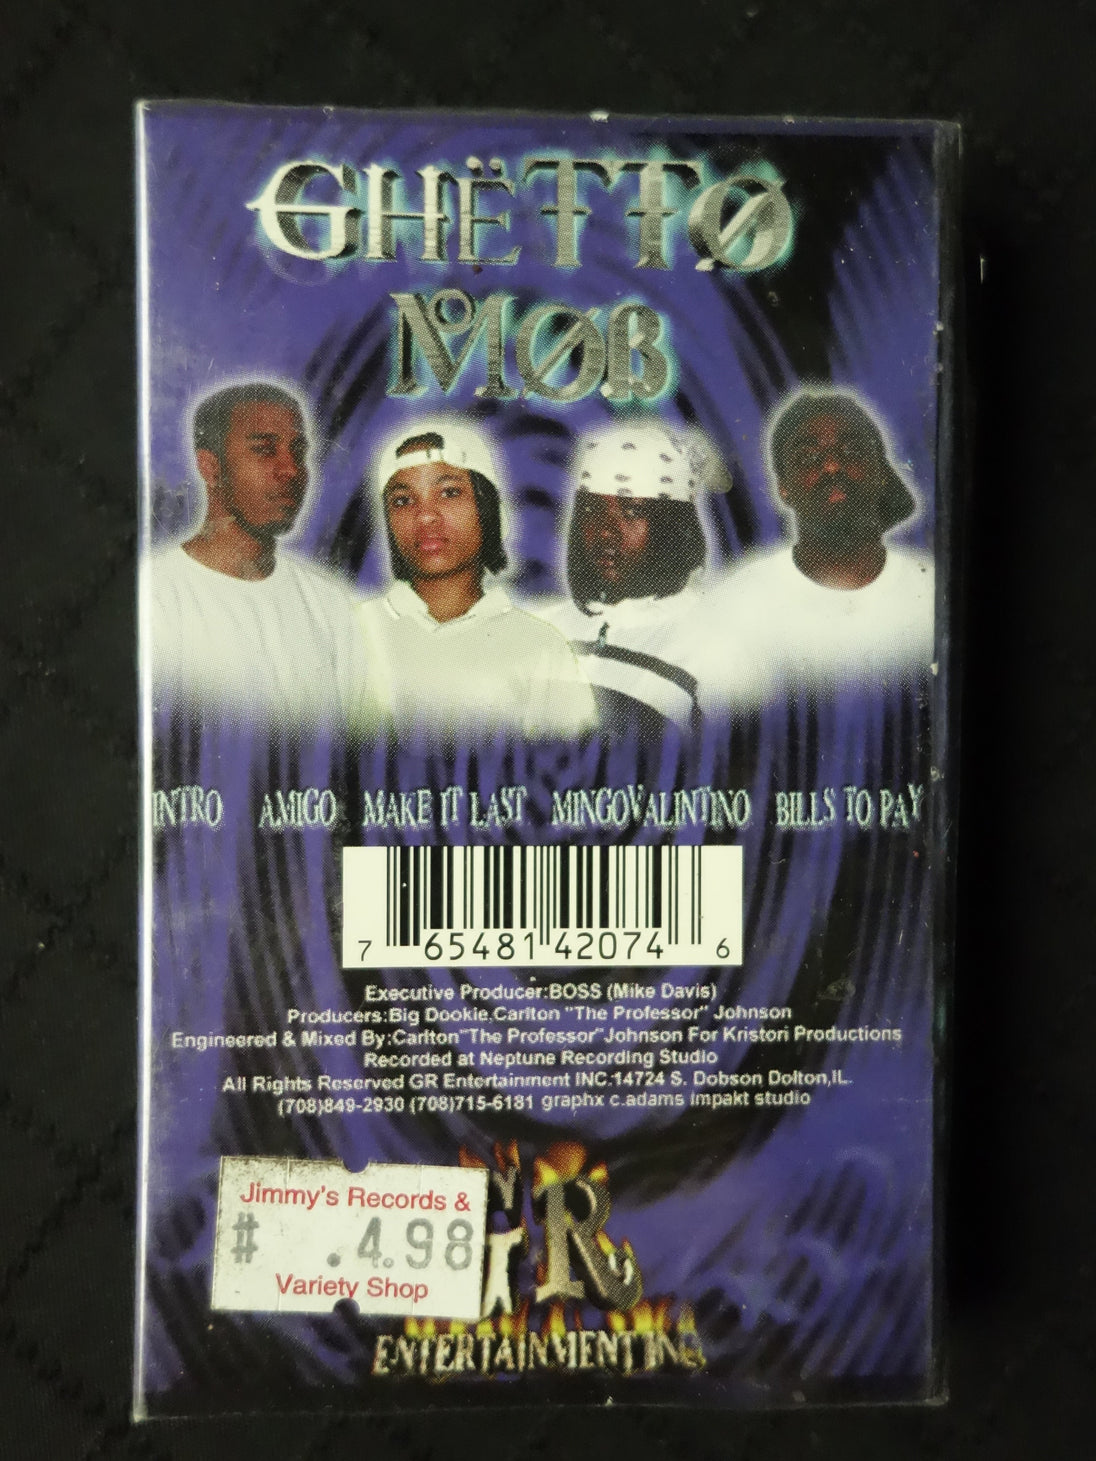 GHËTTØ
MØB
INTRO AMIGO MAKE IT LAST MINGOVALINTINO BILLS TO PAY
7 65481 42074 6
Executive Producer:BOSS (Mike Davis)
Producers:Big Dookie,Carlton "The Professor" Johnson
Engineered & Mixed By:Carlton"The Professor"Johnson For Kristori Productions
Recorded at Neptune Recording Studio
All Rights Reserved GR Entertainment INC.14724 S. Dobson Dolton,IL.
(708)849-2930 (708)715-6181 graphx c.adams impakt studio
Jimmy's Records &
# .4.98
Variety Shop
GR
ENTERTAINMENT INC.